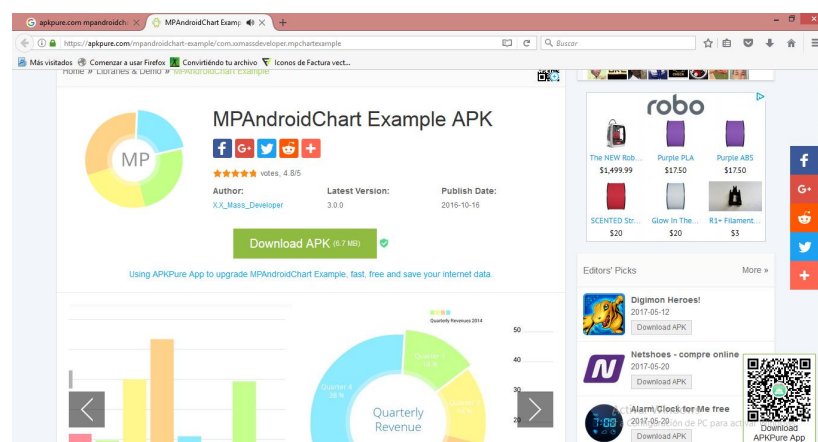 apkpure.com mpandroidcha
MPAndroidChart Examp
https://apkpure.com/mpandroidchart-example/com.xxmassdeveloper.mpchartexample
Buscar
Más visitados
Comenzar a usar Firefox
Convirtiéndo tu archivo
Iconos de Factura vect...
Home » Libraries & Demo » MPAndroidChart Example
MP
MPAndroidChart Example APK
votes, 4.8/5
Author: Latest Version: Publish Date:
X.X_Mass_Developer 3.0.0 2016-10-16
Download APK (6.7 MB)
Using APKPure App to upgrade MPAndroidChart Example, fast, free and save your internet data.
Quarterly Revenues 2014
Quarter 4
Quarterly
Revenue
50
40
30
20
robo
The NEW Rob... Purple PLA Purple ABS
$1,499.99 $17.50 $17.50
SCENTED Str... Glow In The... R1+ Filament...
$20 $20 $3
Editors' Picks More »
Digimon Heroes!
2017-05-12
Download APK
Netshoes - compre online
2017-05-20
Download APK
Alarm Clock for Me free
2017-05-20
Download APK
Download
APKPure App